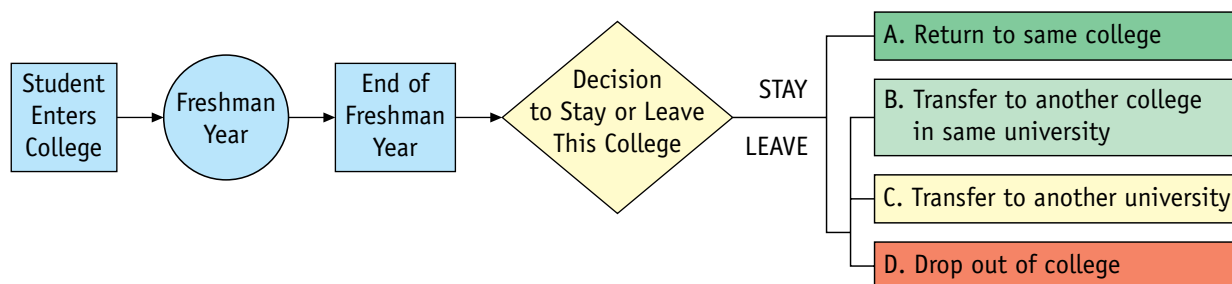 Student
Enters
College
Freshman
Year
End of
Freshman
Year
Decision
to Stay or Leave
This College
STAY
LEAVE
A. Return to same college
B. Transfer to another college
in same university
C. Transfer to another university
D. Drop out of college